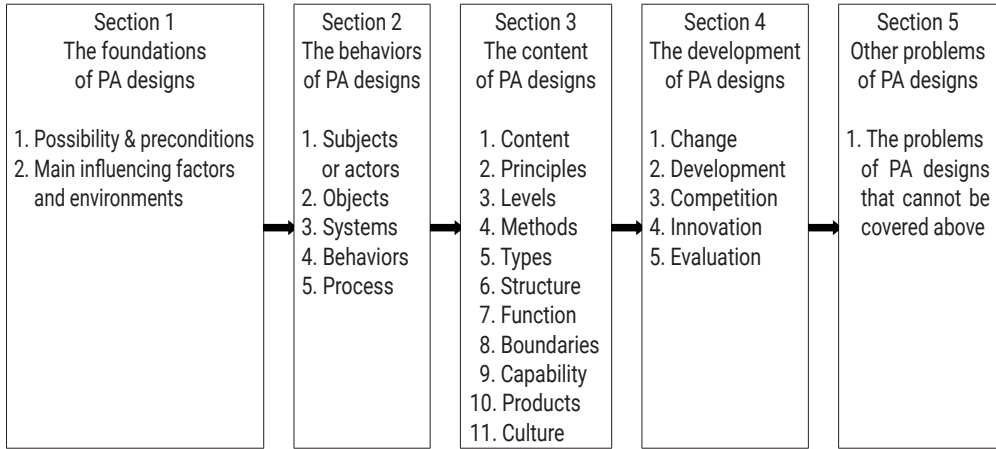 Section 1
The foundations
of PA designs
1. Possibility & preconditions
2. Main influencing factors
and environments
Section 2
The behaviors
of PA designs
1. Subjects
or actors
2. Objects
3. Systems
4. Behaviors
5. Process
Section 3
The content
of PA designs
1. Content
2. Principles
3. Levels
4. Methods
5. Types
6. Structure
7. Function
8. Boundaries
9. Capability
10. Products
11. Culture
Section 4
The development
of PA designs
1. Change
2. Development
3. Competition
4. Innovation
5. Evaluation
Section 5
Other problems
of PA designs
1. The problems
of PA designs
that cannot be
covered above